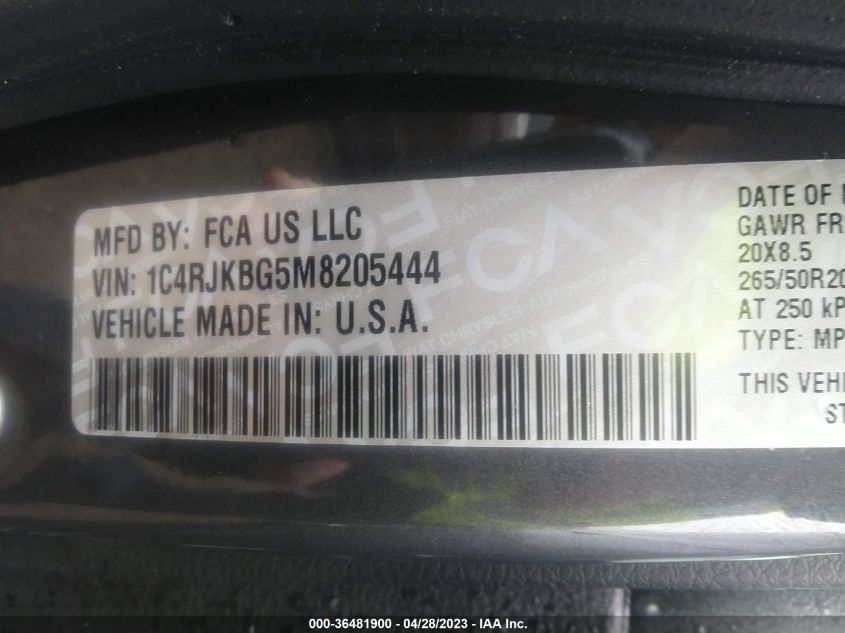 MFD BY: FCA US LLC
VIN: 1C4RJKBG5M8205444
VEHICLE MADE IN: U.S.A.
DATE OF
GAWR FR
20X8.5
265/50R20
AT 250 kP
TYPE: MP
THIS VEHI
ST
000-36481900 - 04/28/2023 - IAA Inc.